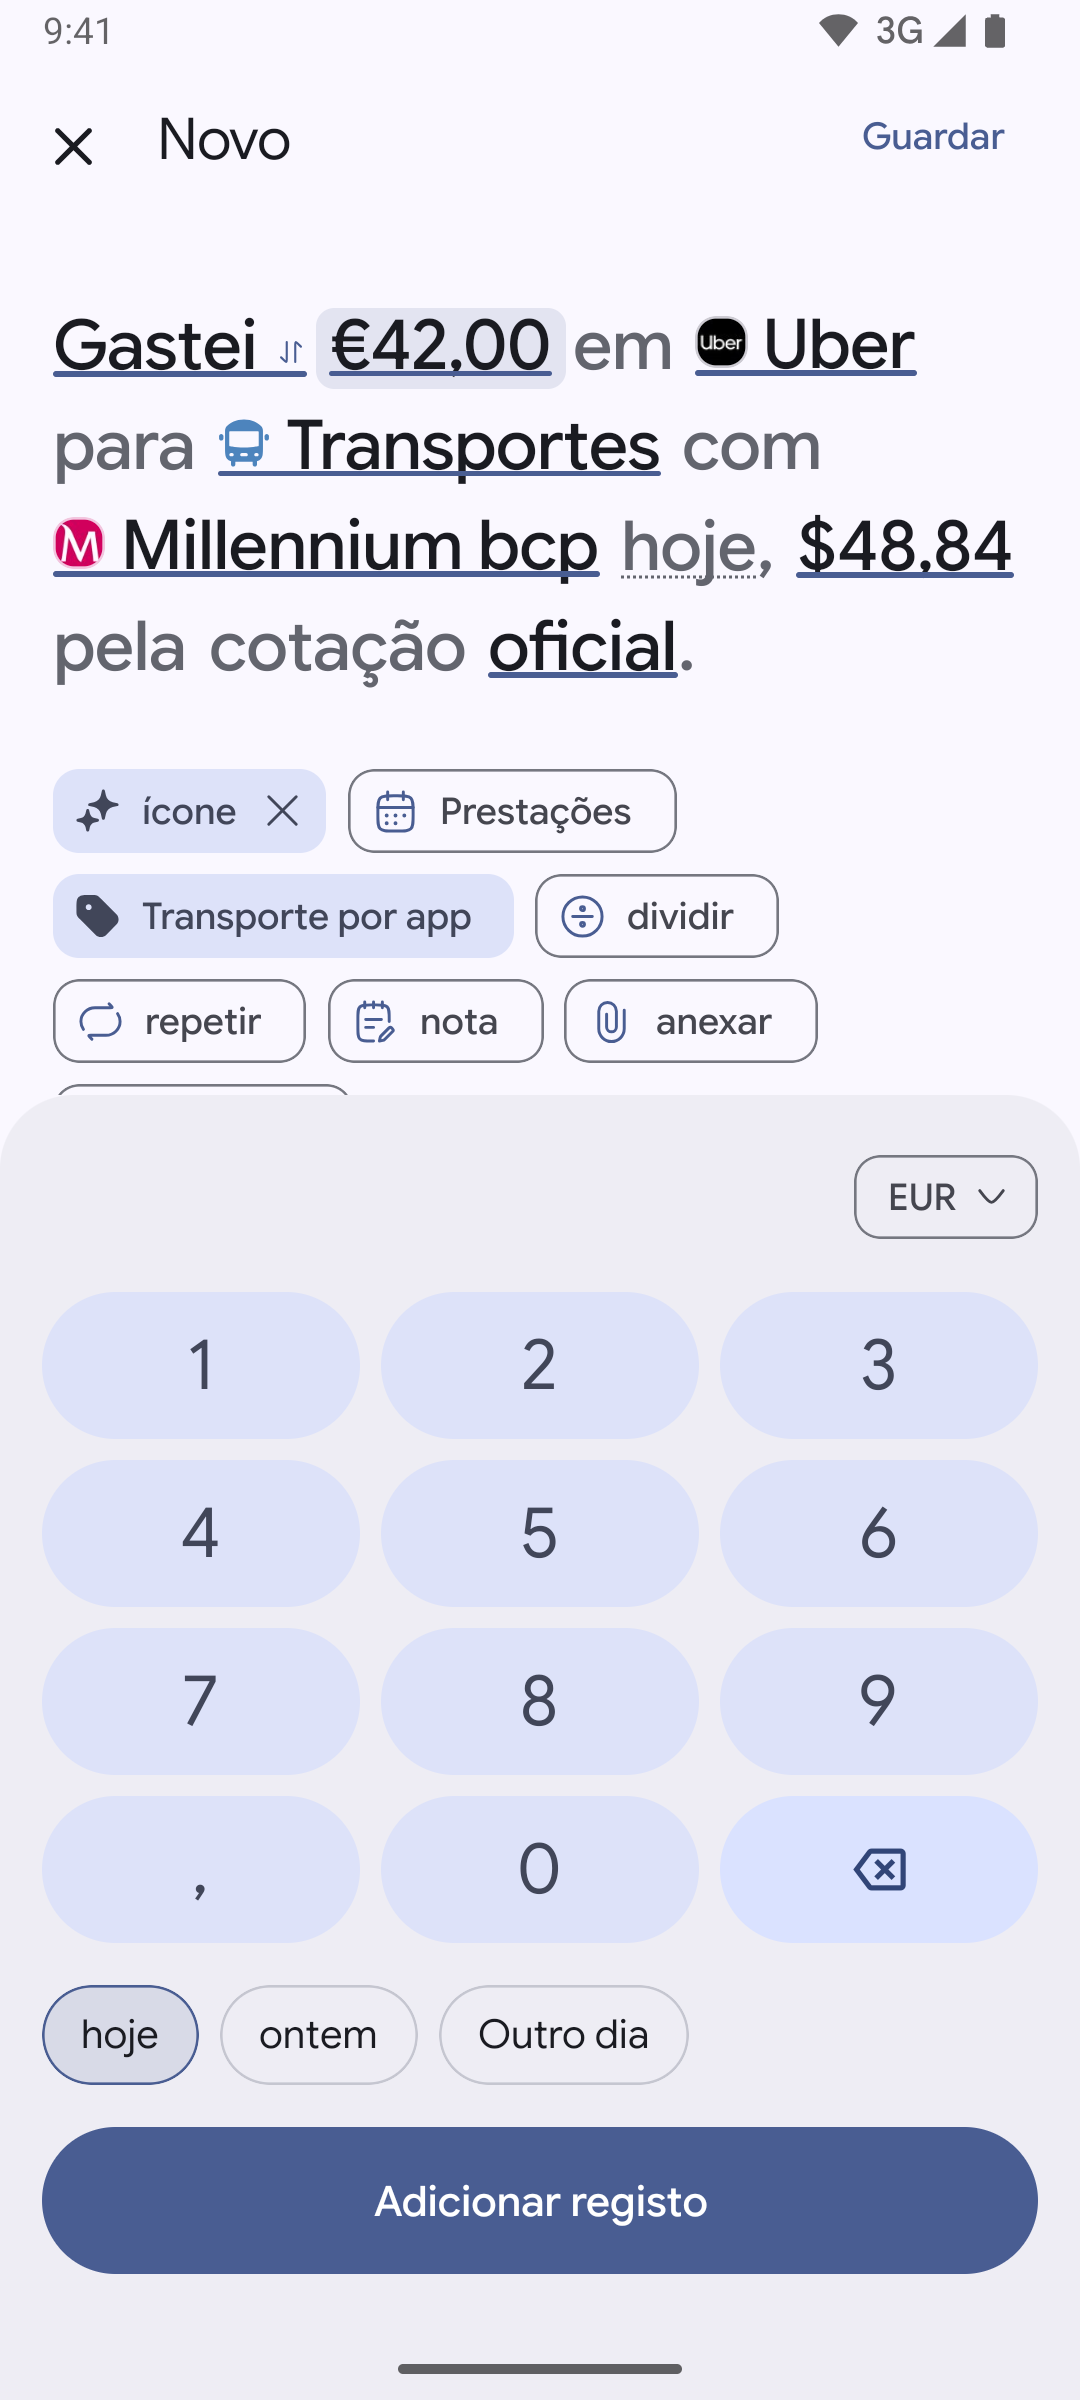 9:41
3G
Novo
Guardar
Gastei €42,00 em Uber Uber
para Transportes com
M Millennium bcp hoje, $48,84
pela cotação oficial.
ícone
Prestações
Transporte por app
dividir
repetir
nota
anexar
EUR
1
2
3
4
5
6
7
8
9
,
0
hoje
ontem
Outro dia
Adicionar registo